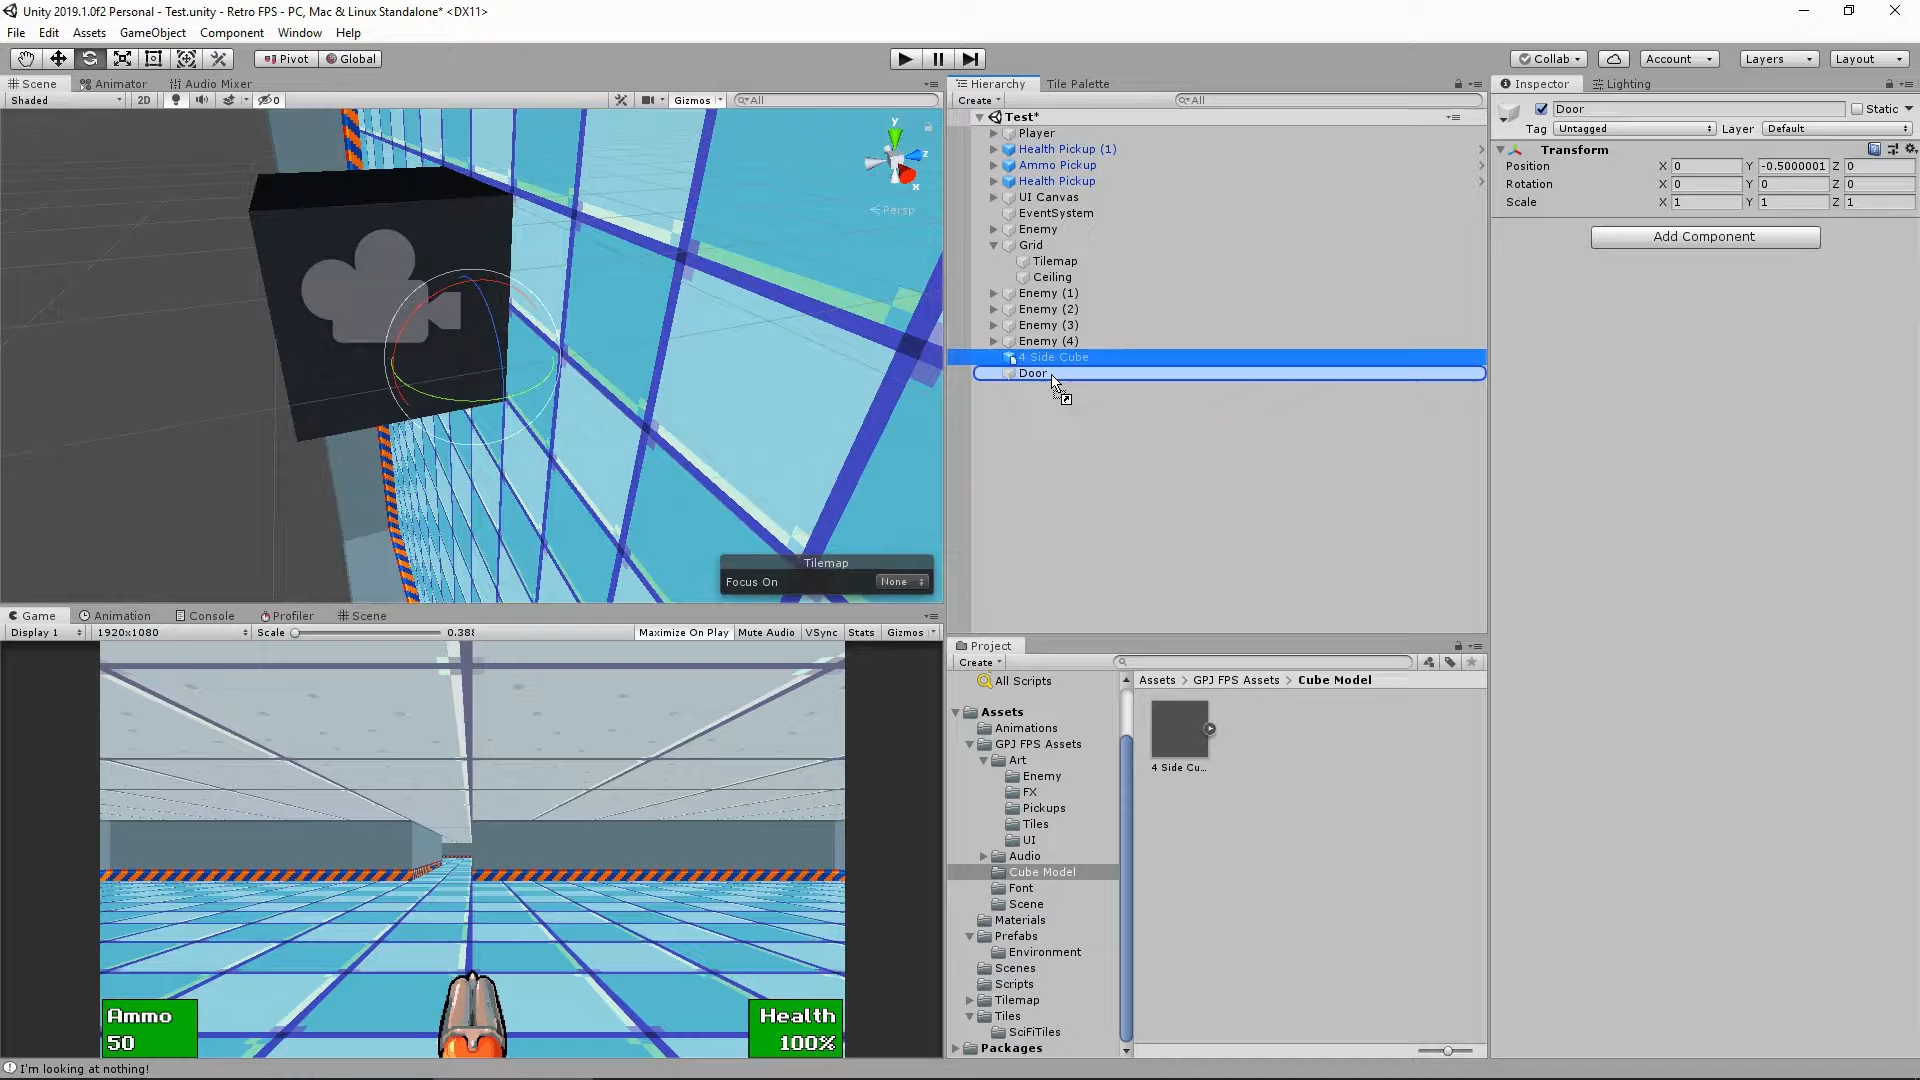 Unity 2019.1.0f2 Personal - Test.unity - Retro FPS - PC, Mac & Linux Standalone* <DX11>
File Edit Assets GameObject Component Window Help
Pivot Global Collab Account Layers Layout
Scene Animator Audio Mixer
Shaded 2D 0 Gizmos All
y
z
x
Persp
Tilemap
Focus On None
Hierarchy Tile Palette
Create All
Test*
Player
Health Pickup (1)
Ammo Pickup
Health Pickup
UI Canvas
EventSystem
Enemy
Grid
Tilemap
Ceiling
Enemy (1)
Enemy (2)
Enemy (3)
Enemy (4)
4 Side Cube
Door
Inspector Lighting
Door Static
Tag Untagged Layer Default
Transform
Position X 0 Y -0.5000001 Z 0
Rotation X 0 Y 0 Z 0
Scale X 1 Y 1 Z 1
Add Component
Game Animation Console Profiler Scene
Display 1 1920x1080 Scale 0.388 Maximize On Play Mute Audio VSync Stats Gizmos
Ammo
50
Health
100%
Project
Create
All Scripts
Assets
Animations
GPJ FPS Assets
Art
Enemy
FX
Pickups
Tiles
UI
Audio
Cube Model
Font
Scene
Materials
Prefabs
Environment
Scenes
Scripts
Tilemap
Tiles
SciFiTiles
Packages
Assets > GPJ FPS Assets > Cube Model
4 Side Cu...
I'm looking at nothing!